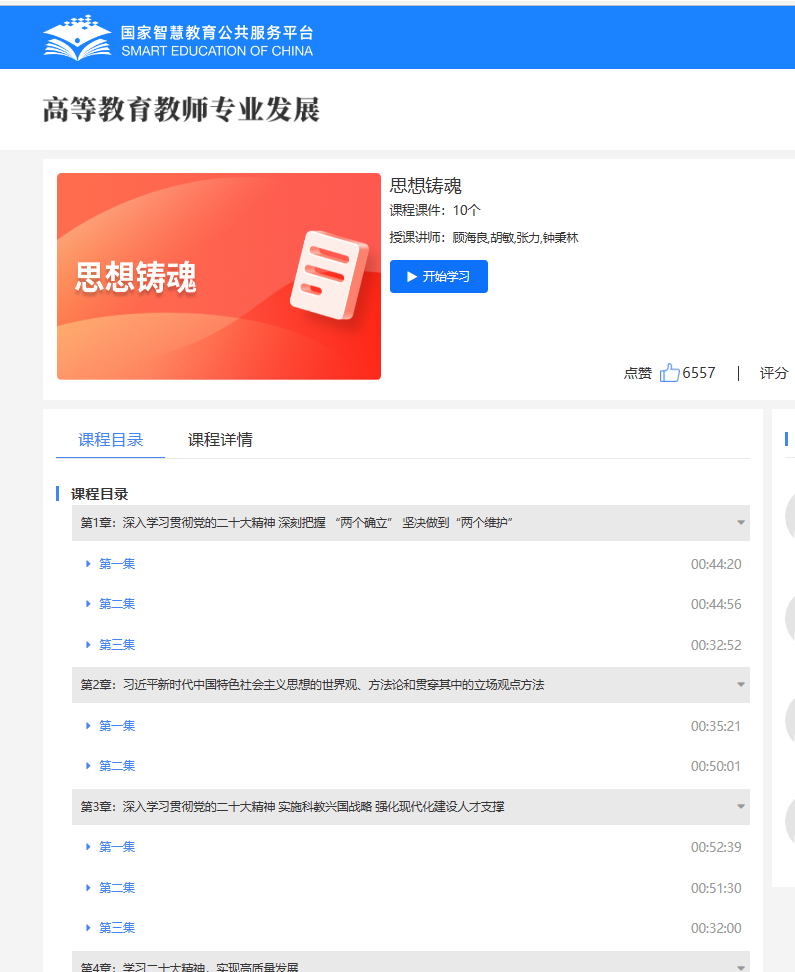 国家智慧教育公共服务平台
SMART EDUCATION OF CHINA
高等教育教师专业发展
思想铸魂
思想铸魂
课程课件：10个
授课讲师：顾海良,胡敏,张力,钟秉林
开始学习
点赞 6557 | 评分
课程目录 课程详情
课程目录
第1章：深入学习贯彻党的二十大精神 深刻把握 “两个确立” 坚决做到“两个维护”
第一集 00:44:20
第二集 00:44:56
第三集 00:32:52
第2章：习近平新时代中国特色社会主义思想的世界观、方法论和贯穿其中的立场观点方法
第一集 00:35:21
第二集 00:50:01
第3章：深入学习贯彻党的二十大精神 实施科教兴国战略 强化现代化建设人才支撑
第一集 00:52:39
第二集 00:51:30
第三集 00:32:00
第4章：学习二十大精神，实现高质量发展